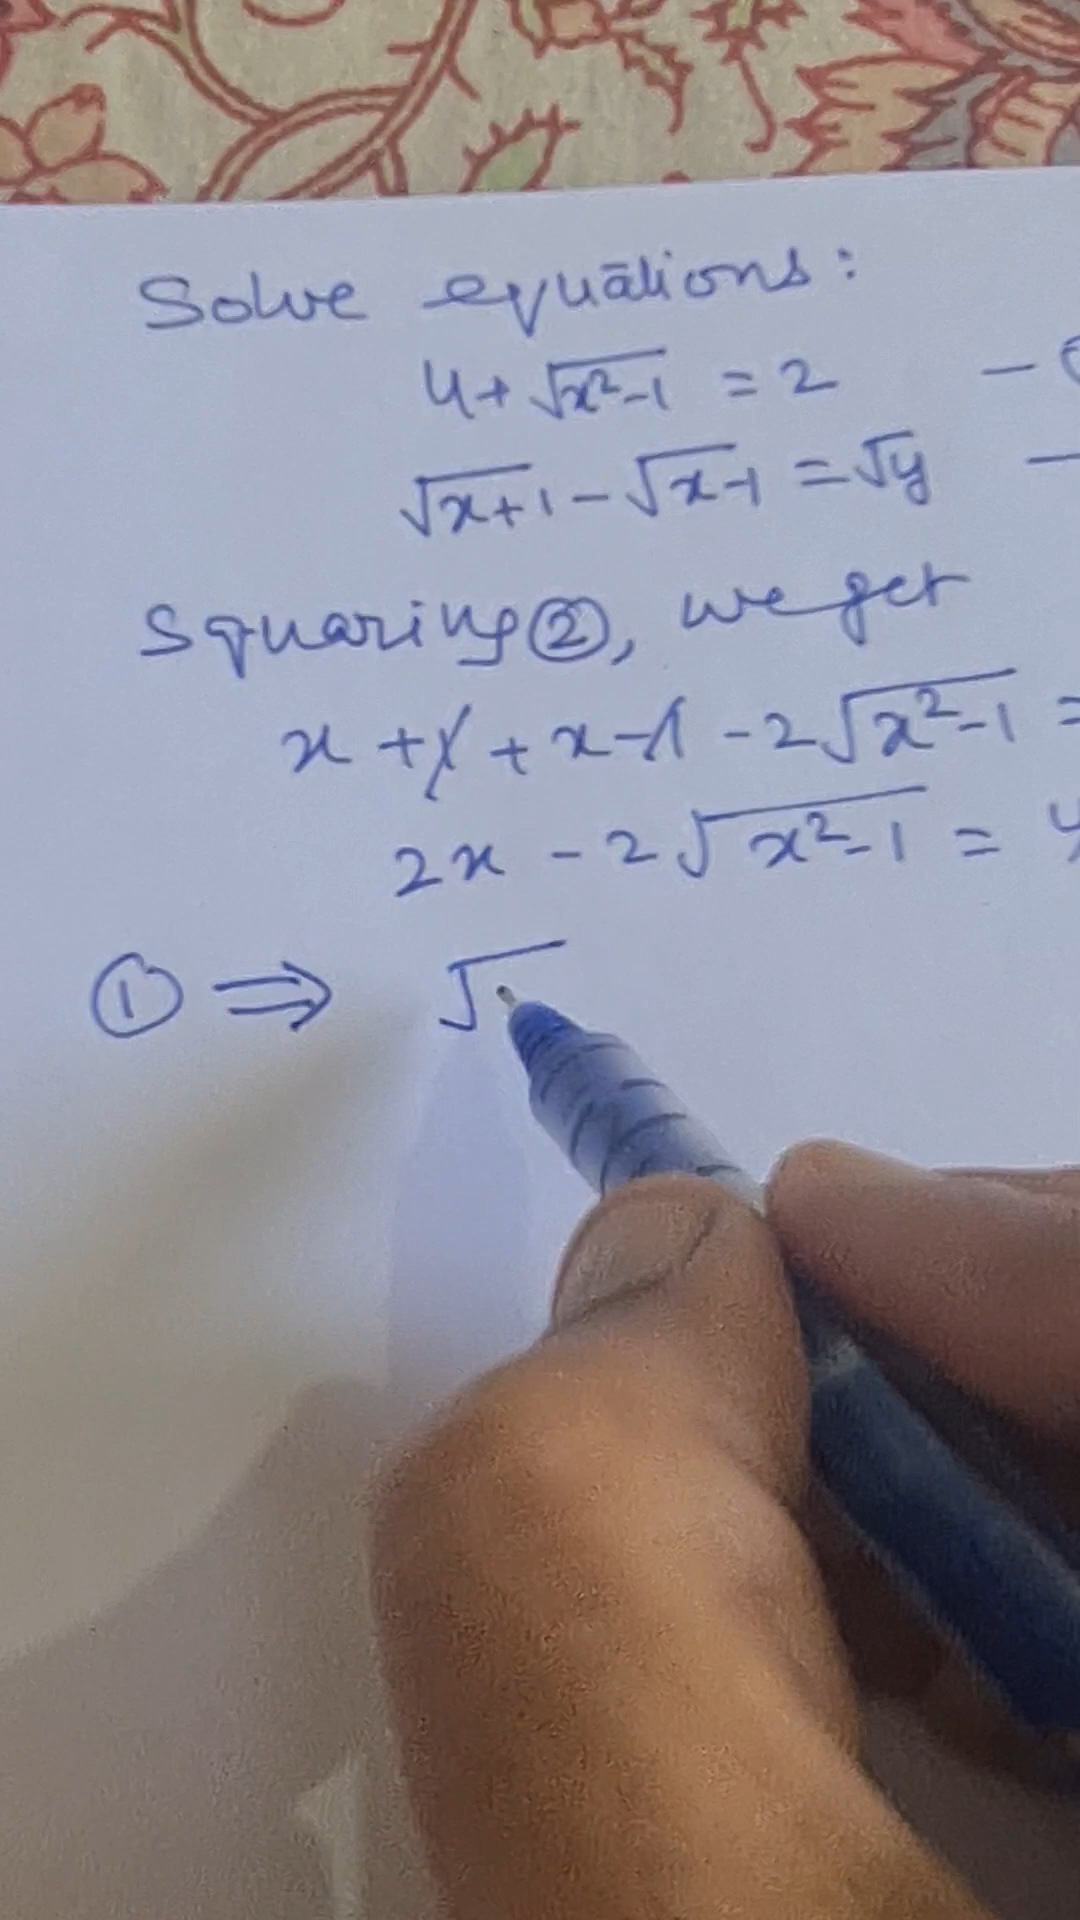 Solve equations:
y + √x²-1 = 2 -
√x+1 - √x-1 = √y -
Squaring ②, we get
x + 1 + x - 1 - 2√x²-1 =
2x - 2√x²-1 = y
① ⇒ √